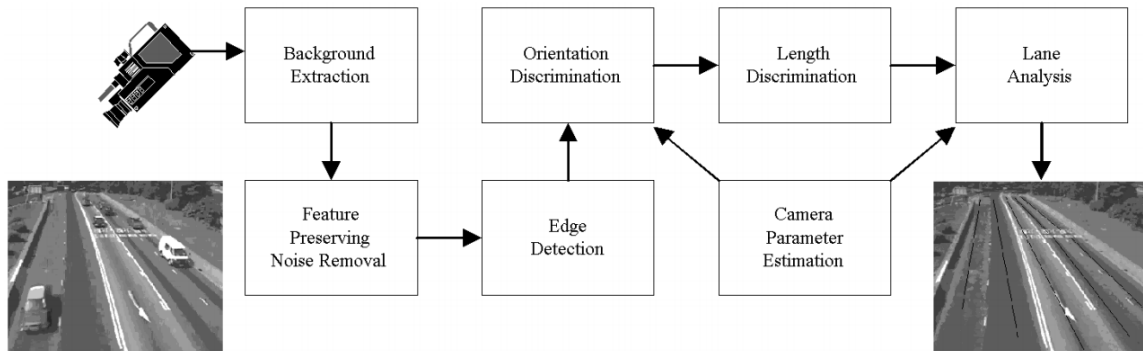 Background
Extraction
Orientation
Discrimination
Length
Discrimination
Lane
Analysis
Feature
Preserving
Noise Removal
Edge
Detection
Camera
Parameter
Estimation